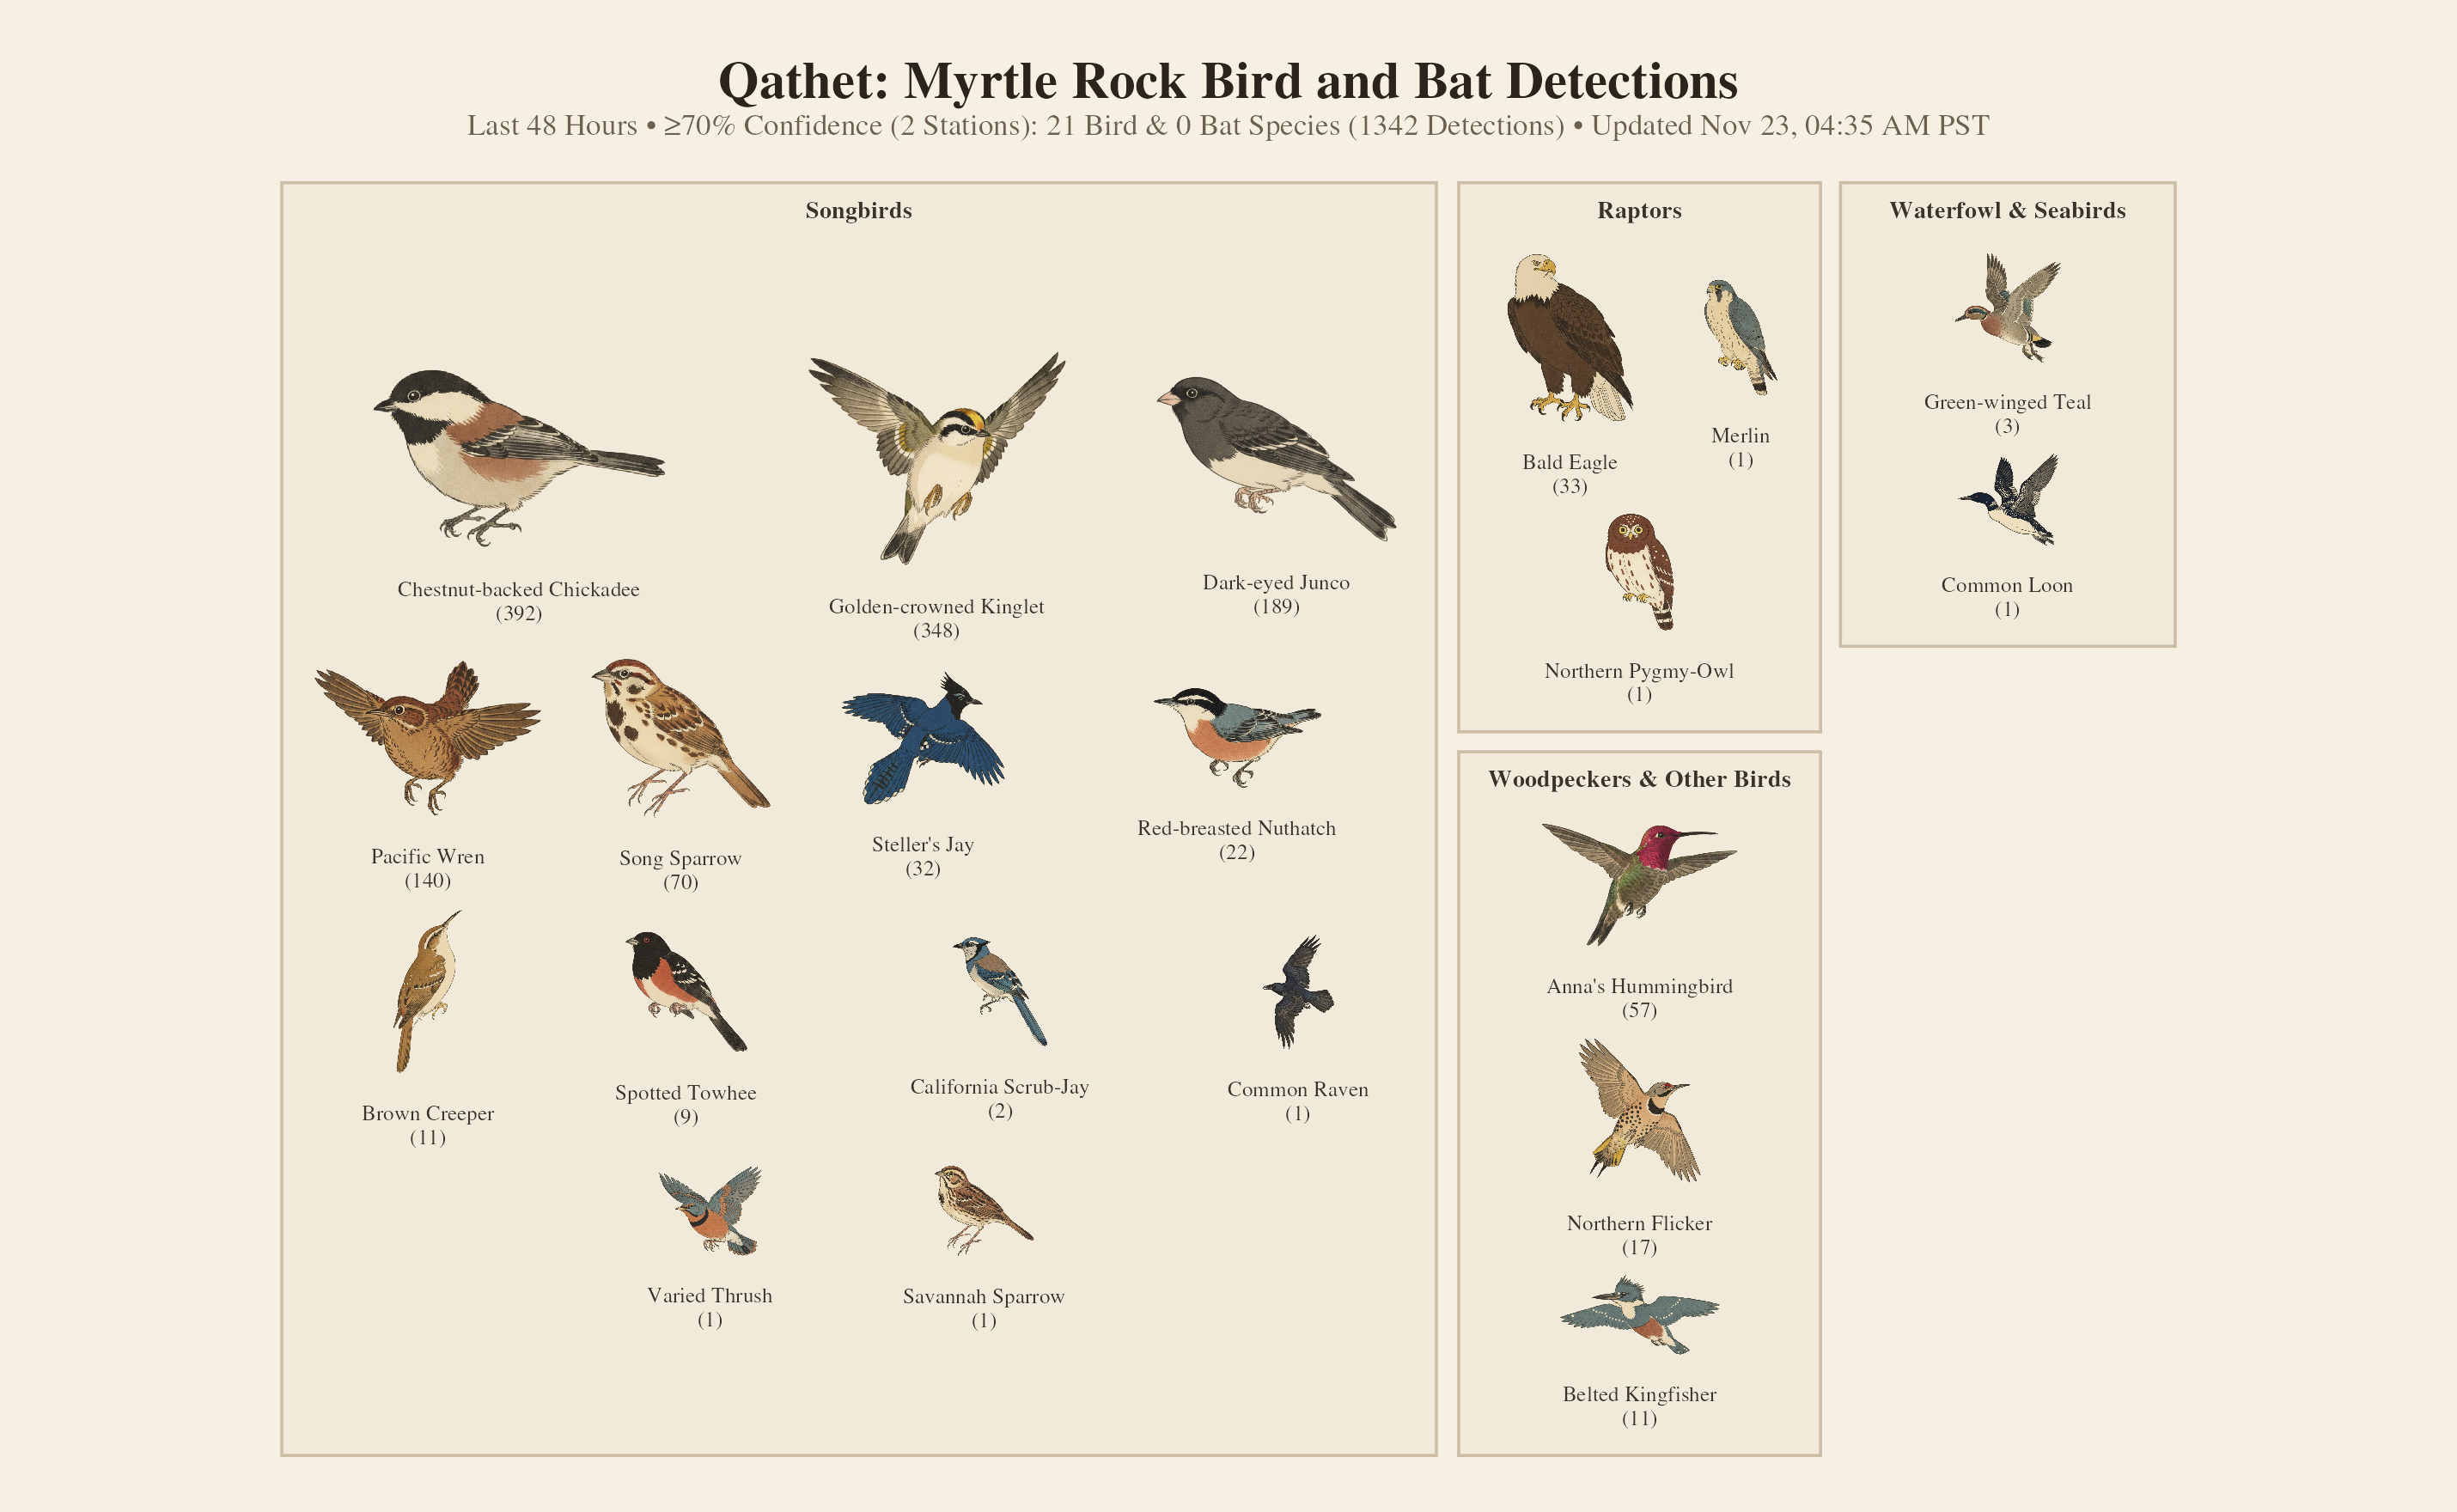 Qathet: Myrtle Rock Bird and Bat Detections
Last 48 Hours • ≥70% Confidence (2 Stations): 21 Bird & 0 Bat Species (1342 Detections) • Updated Nov 23, 04:35 AM PST
Songbirds
Chestnut-backed Chickadee
(392)
Golden-crowned Kinglet
(348)
Dark-eyed Junco
(189)
Pacific Wren
(140)
Song Sparrow
(70)
Steller's Jay
(32)
Red-breasted Nuthatch
(22)
Brown Creeper
(11)
Spotted Towhee
(9)
California Scrub-Jay
(2)
Common Raven
(1)
Varied Thrush
(1)
Savannah Sparrow
(1)
Raptors
Bald Eagle
(33)
Merlin
(1)
Northern Pygmy-Owl
(1)
Waterfowl & Seabirds
Green-winged Teal
(3)
Common Loon
(1)
Woodpeckers & Other Birds
Anna's Hummingbird
(57)
Northern Flicker
(17)
Belted Kingfisher
(11)